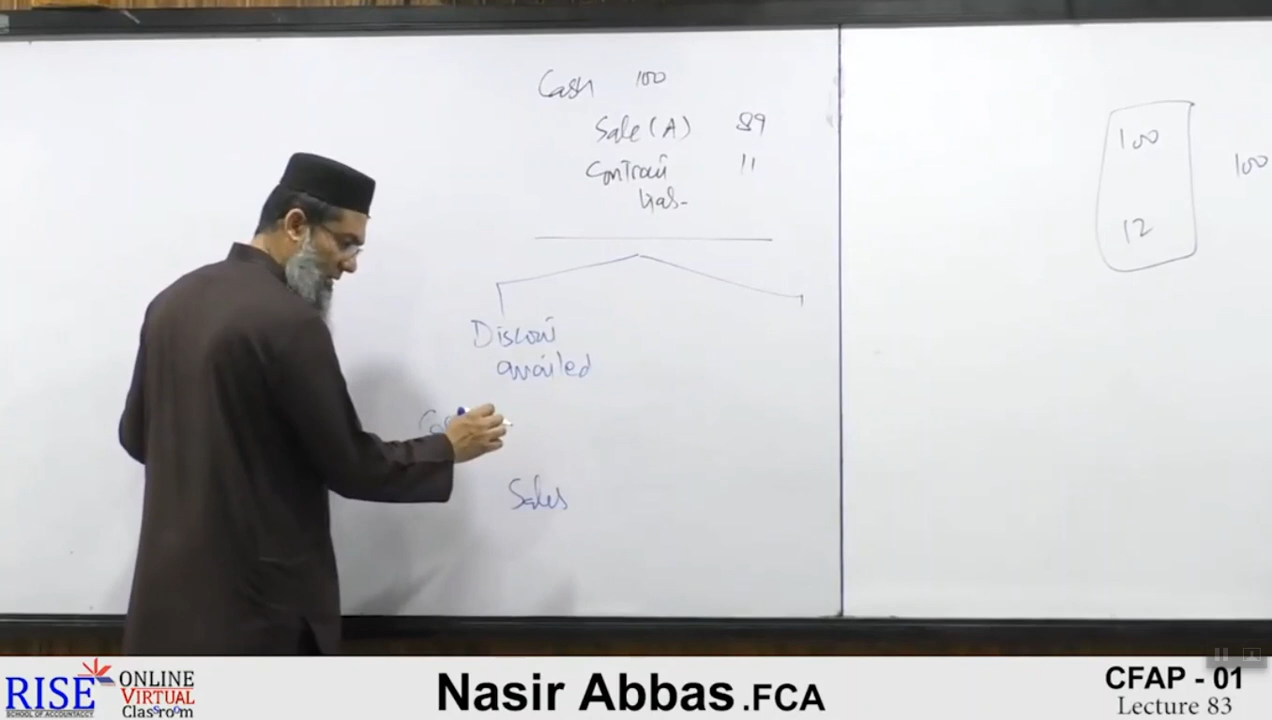 Cash 100
Sale (A) 89
Contract 11
Liab-
100
12
100
Discount
availed
Sales
RISE
SCHOOL OF ACCOUNTANCY
ONLINE
VIRTUAL
Classroom
Nasir Abbas .FCA
CFAP - 01
Lecture 83